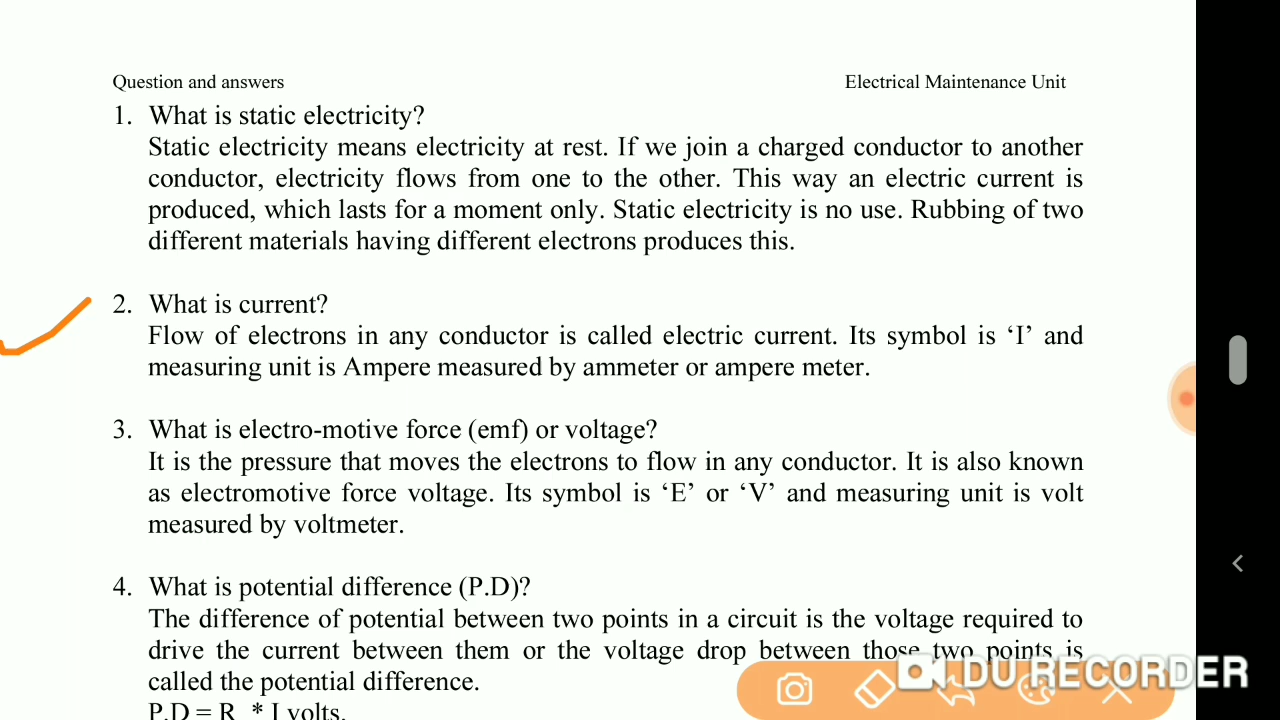 Question and answers Electrical Maintenance Unit
1. What is static electricity?
Static electricity means electricity at rest. If we join a charged conductor to another
conductor, electricity flows from one to the other. This way an electric current is
produced, which lasts for a moment only. Static electricity is no use. Rubbing of two
different materials having different electrons produces this.
2. What is current?
Flow of electrons in any conductor is called electric current. Its symbol is ‘I’ and
measuring unit is Ampere measured by ammeter or ampere meter.
3. What is electro-motive force (emf) or voltage?
It is the pressure that moves the electrons to flow in any conductor. It is also known
as electromotive force voltage. Its symbol is ‘E’ or ‘V’ and measuring unit is volt
measured by voltmeter.
4. What is potential difference (P.D)?
The difference of potential between two points in a circuit is the voltage required to
drive the current between them or the voltage drop between those two points is
called the potential difference.
P.D = R * I volts.
DU RECORDER